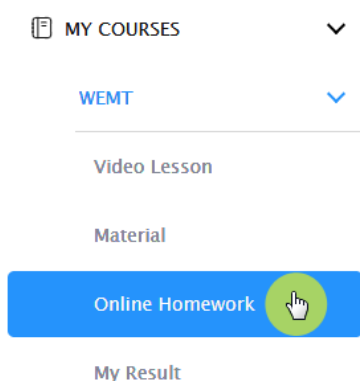 MY COURSES
WEMT
Video Lesson
Material
Online Homework
My Result